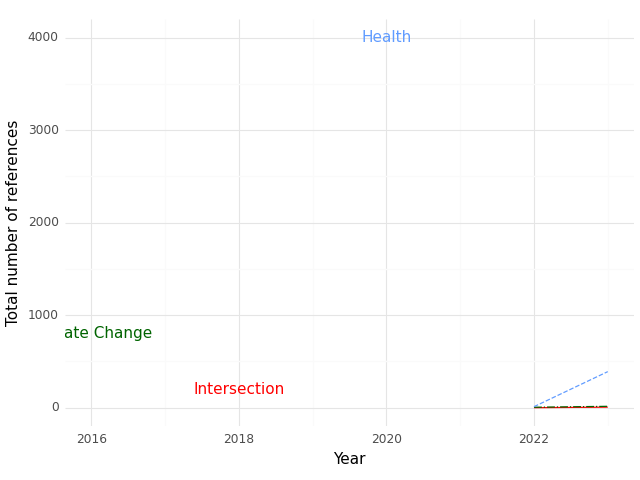 4000
Health
3000
2000
1000
ate Change
Intersection
0
2016
2018
2020
2022
Year
Total number of references